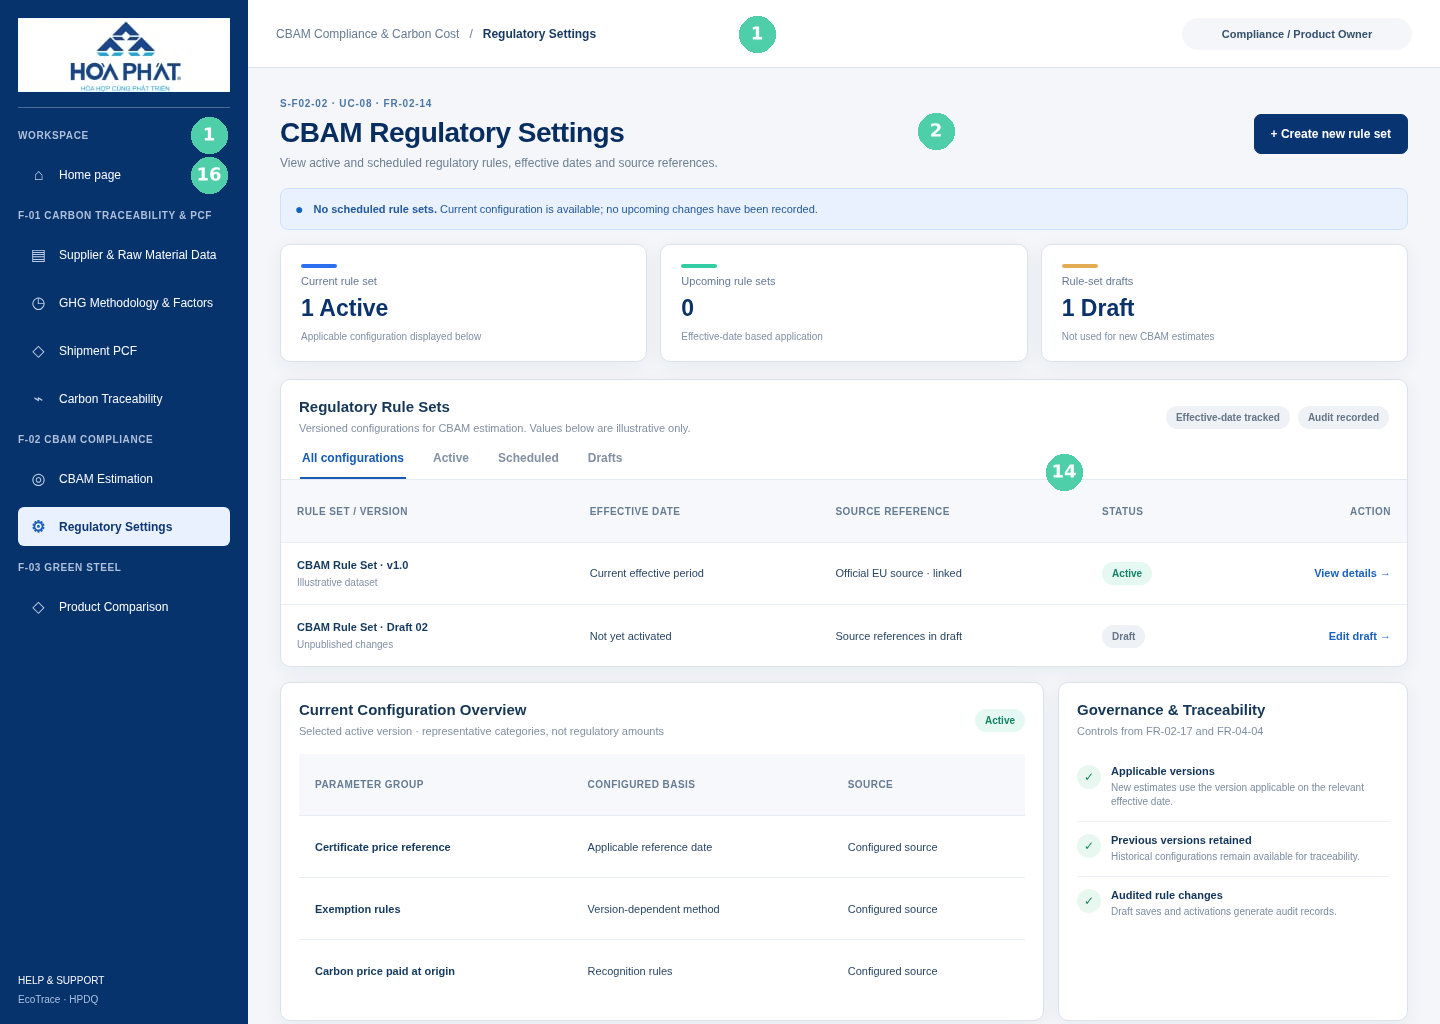 HÒA PHÁT
HÒA HỢP CÙNG PHÁT TRIỂN
WORKSPACE
1
Home page
16
F-01 CARBON TRACEABILITY & PCF
Supplier & Raw Material Data
GHG Methodology & Factors
Shipment PCF
Carbon Traceability
F-02 CBAM COMPLIANCE
CBAM Estimation
Regulatory Settings
F-03 GREEN STEEL
Product Comparison
HELP & SUPPORT
EcoTrace · HPDQ
CBAM Compliance & Carbon Cost / Regulatory Settings
1
Compliance / Product Owner
S-F02-02 · UC-08 · FR-02-14
CBAM Regulatory Settings
2
+ Create new rule set
View active and scheduled regulatory rules, effective dates and source references.
No scheduled rule sets. Current configuration is available; no upcoming changes have been recorded.
Current rule set
1 Active
Applicable configuration displayed below
Upcoming rule sets
0
Effective-date based application
Rule-set drafts
1 Draft
Not used for new CBAM estimates
Regulatory Rule Sets
Versioned configurations for CBAM estimation. Values below are illustrative only.
Effective-date tracked Audit recorded
All configurations Active Scheduled Drafts
14
RULE SET / VERSION EFFECTIVE DATE SOURCE REFERENCE STATUS ACTION
CBAM Rule Set · v1.0
Illustrative dataset
Current effective period Official EU source · linked Active View details →
CBAM Rule Set · Draft 02
Unpublished changes
Not yet activated Source references in draft Draft Edit draft →
Current Configuration Overview
Selected active version · representative categories, not regulatory amounts
Active
PARAMETER GROUP CONFIGURED BASIS SOURCE
Certificate price reference Applicable reference date Configured source
Exemption rules Version-dependent method Configured source
Carbon price paid at origin Recognition rules Configured source
Governance & Traceability
Controls from FR-02-17 and FR-04-04
✓ Applicable versions
New estimates use the version applicable on the relevant
effective date.
✓ Previous versions retained
Historical configurations remain available for traceability.
✓ Audited rule changes
Draft saves and activations generate audit records.